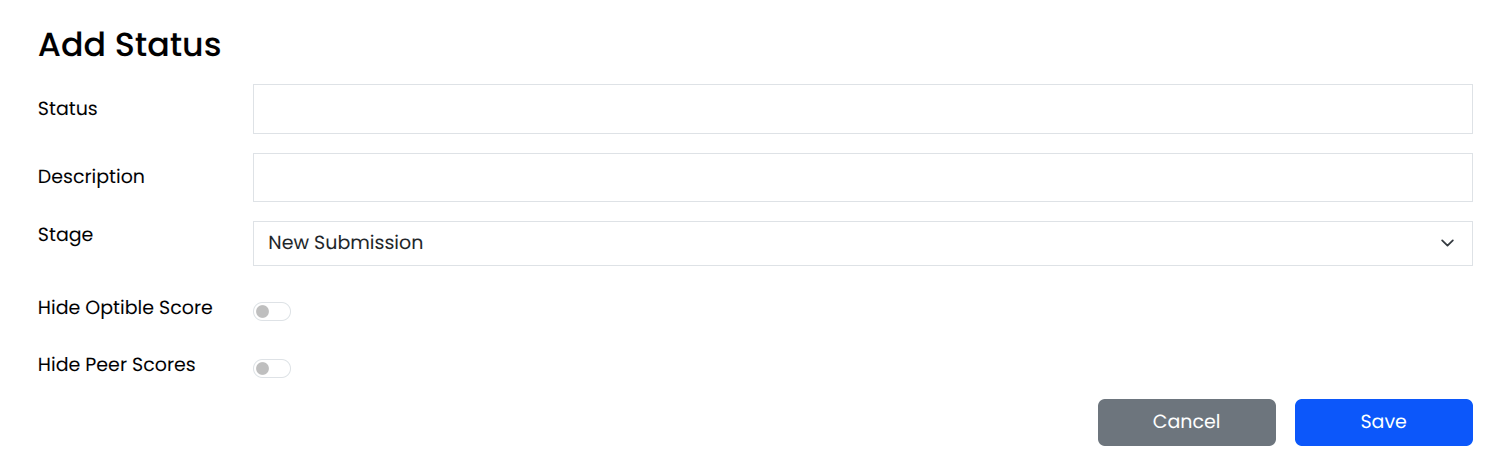 Add Status
Status
Description
Stage
New Submission
Hide Optible Score
Hide Peer Scores
Cancel
Save